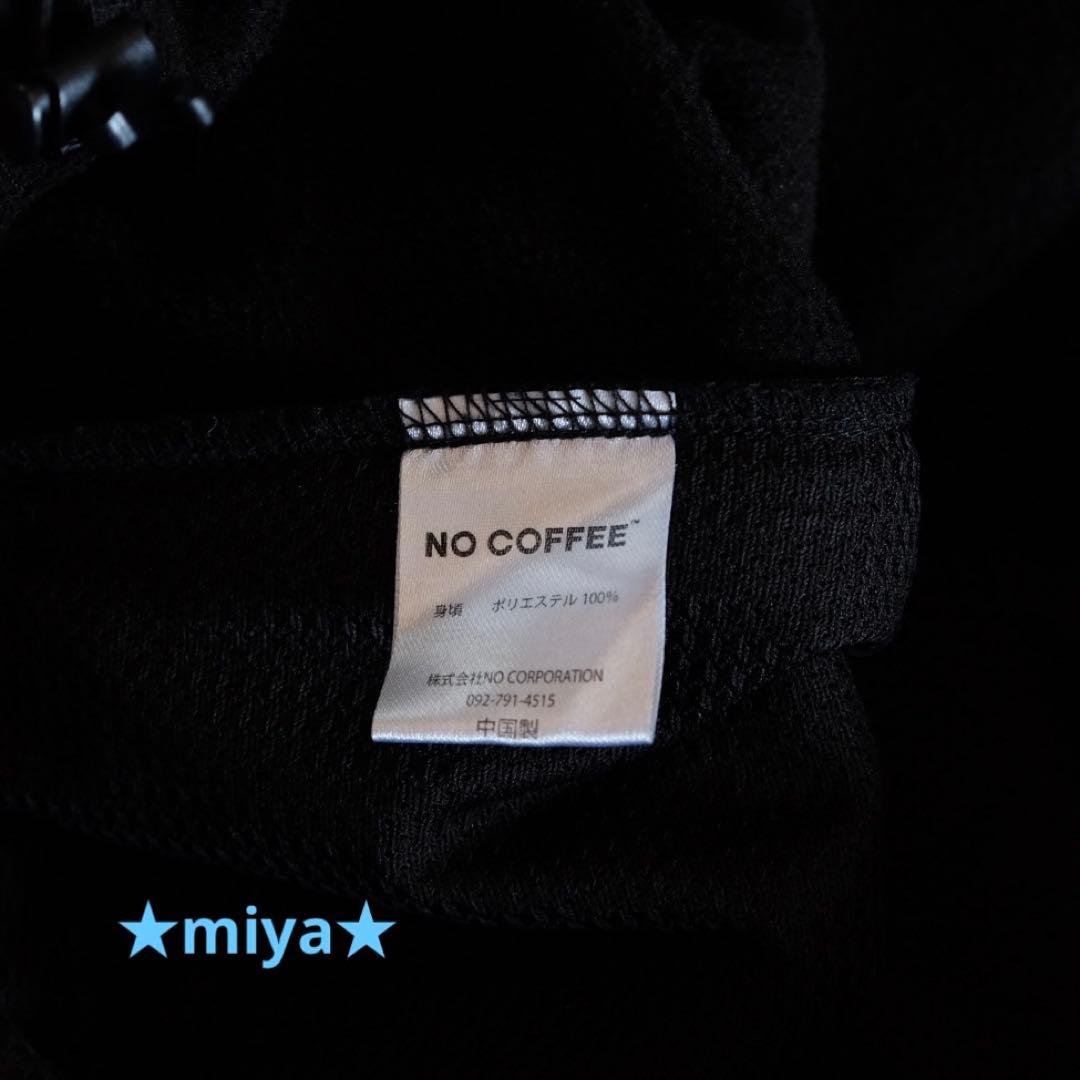 NO COFFEE™
身頃 ポリエステル 100%
株式会社NO CORPORATION
092-791-4515
中国製
★miya★